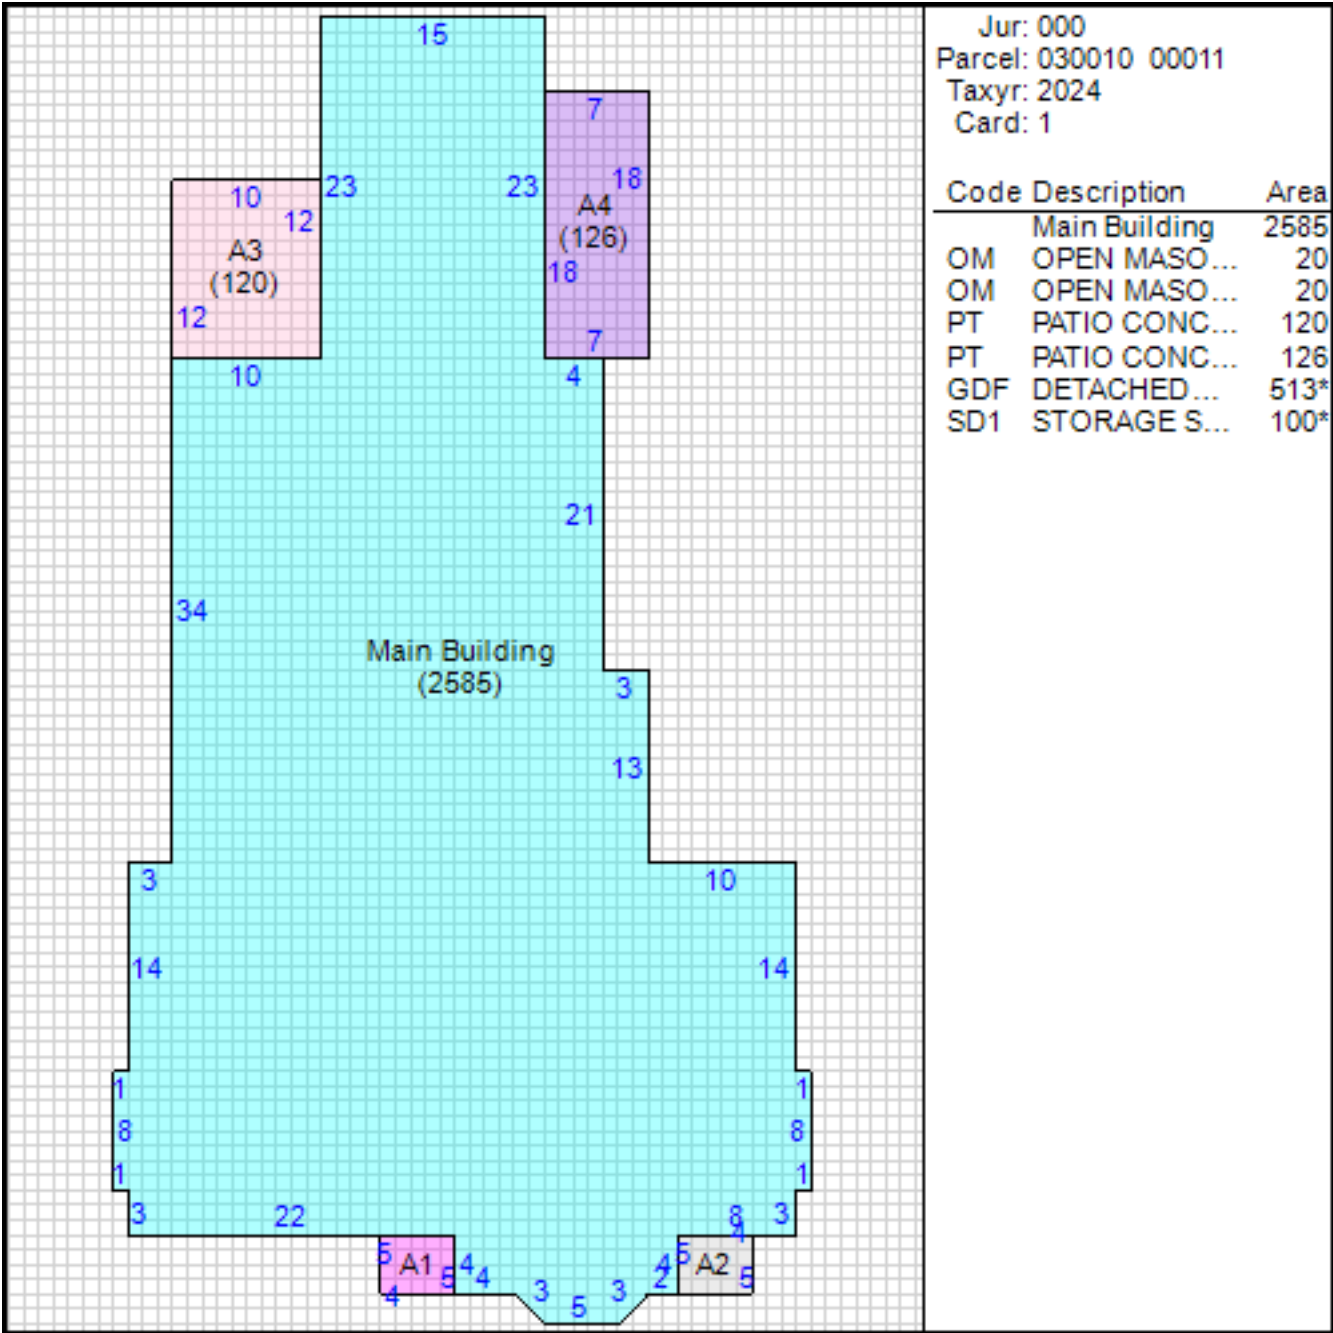 Jur: 000
Parcel: 030010 00011
Taxyr: 2024
Card: 1
Code Description Area
Main Building 2585
OM OPEN MASO... 20
OM OPEN MASO... 20
PT PATIO CONC... 120
PT PATIO CONC... 126
GDF DETACHED... 513*
SD1 STORAGE S... 100*
15
7
18
A4
(126)
18
7
23
23
10
12
A3
(120)
12
10
4
21
34
Main Building
(2585)
3
13
3
10
14
14
1
1
8
8
1
1
3
22
8
3
4
5
A1
5
4
4
4
3
5
3
2
4
5
A2
5